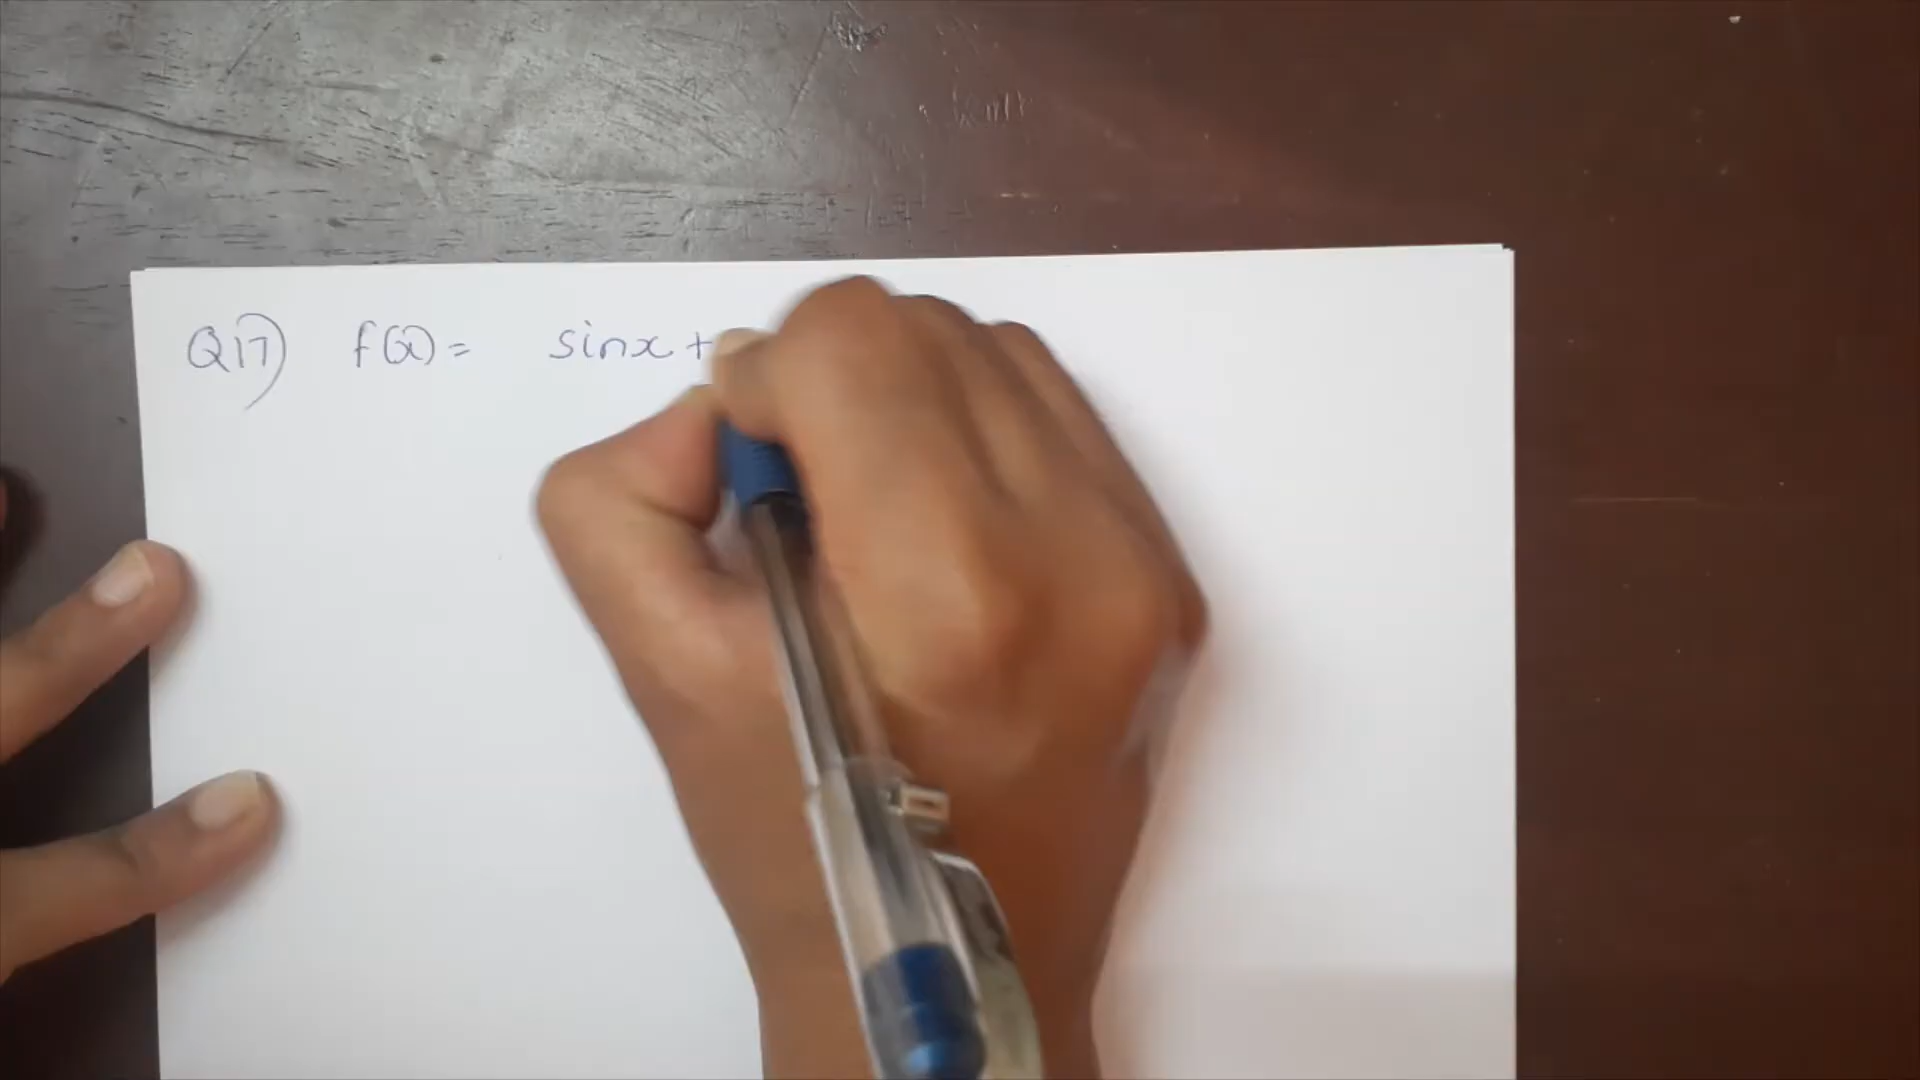 Q17) f(x) = sinx +